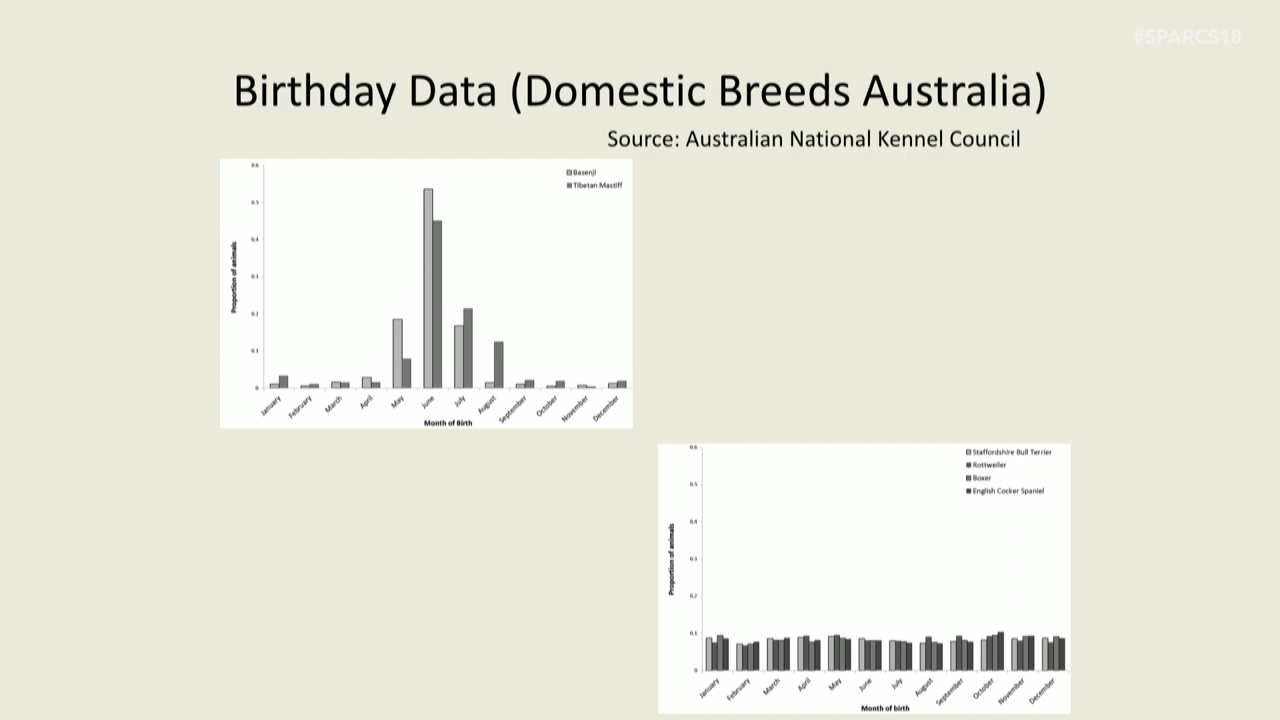 #SPARCS18
Birthday Data (Domestic Breeds Australia)
Source: Australian National Kennel Council
0.6
0.5
0.4
0.3
0.2
0.1
0
Proportion of animals
Basenji
Tibetan Mastiff
January
February
March
April
May
June
July
August
September
October
November
December
Month of Birth
0.6
0.5
0.4
0.3
0.2
0.1
0
Proportion of animals
Staffordshire Bull Terrier
Rottweiler
Boxer
English Cocker Spaniel
January
February
March
April
May
June
July
August
September
October
November
December
Month of birth